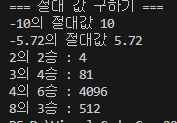 === 절대 값 구하기 ===
-10의 절대값 10
-5.72의 절대값 5.72
2의 2승 : 4
3의 4승 : 81
4의 6승 : 4096
8의 3승 : 512